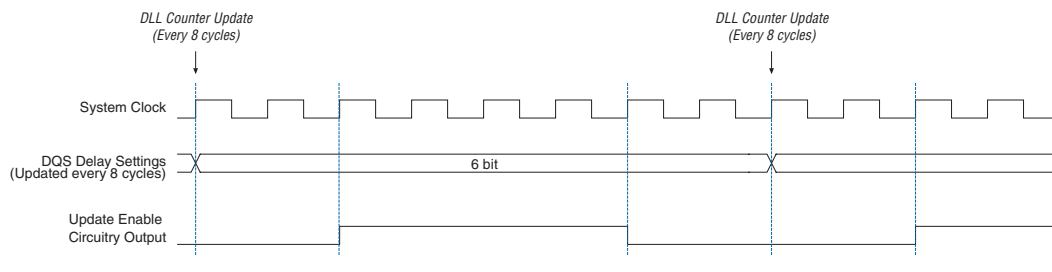 DLL Counter Update
(Every 8 cycles)
DLL Counter Update
(Every 8 cycles)
System Clock
DQS Delay Settings
(Updated every 8 cycles)
6 bit
Update Enable
Circuitry Output